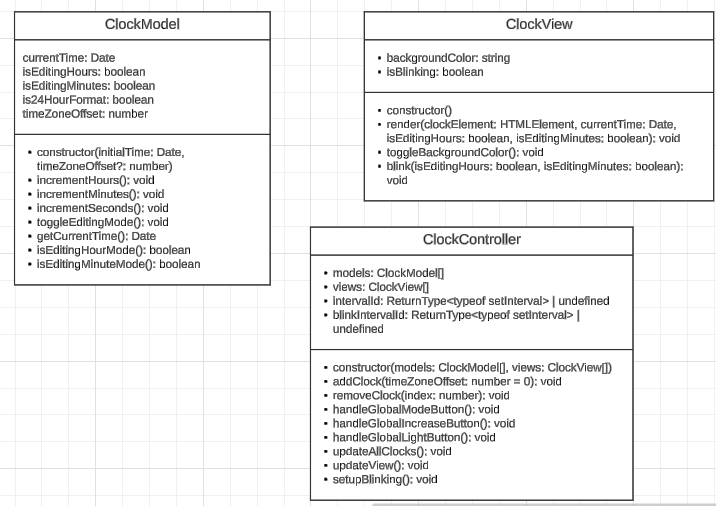 ClockModel
currentTime: Date
isEditingHours: boolean
isEditingMinutes: boolean
is24HourFormat: boolean
timeZoneOffset: number
• constructor(initialTime: Date,
timeZoneOffset?: number)
• incrementHours(): void
• incrementMinutes(): void
• incrementSeconds(): void
• toggleEditingMode(): void
• getCurrentTime(): Date
• isEditingHourMode(): boolean
• isEditingMinuteMode(): boolean
ClockView
• backgroundColor: string
• isBlinking: boolean
• constructor()
• render(clockElement: HTMLElement, currentTime: Date,
isEditingHours: boolean, isEditingMinutes: boolean): void
• toggleBackgroundColor(): void
• blink(isEditingHours: boolean, isEditingMinutes: boolean):
void
ClockController
• models: ClockModel[]
• views: ClockView[]
• intervalId: ReturnType<typeof setInterval> | undefined
• blinkIntervalId: ReturnType<typeof setInterval> |
undefined
• constructor(models: ClockModel[], views: ClockView[])
• addClock(timeZoneOffset: number = 0): void
• removeClock(index: number): void
• handleGlobalModeButton(): void
• handleGlobalIncreaseButton(): void
• handleGlobalLightButton(): void
• updateAllClocks(): void
• updateView(): void
• setupBlinking(): void